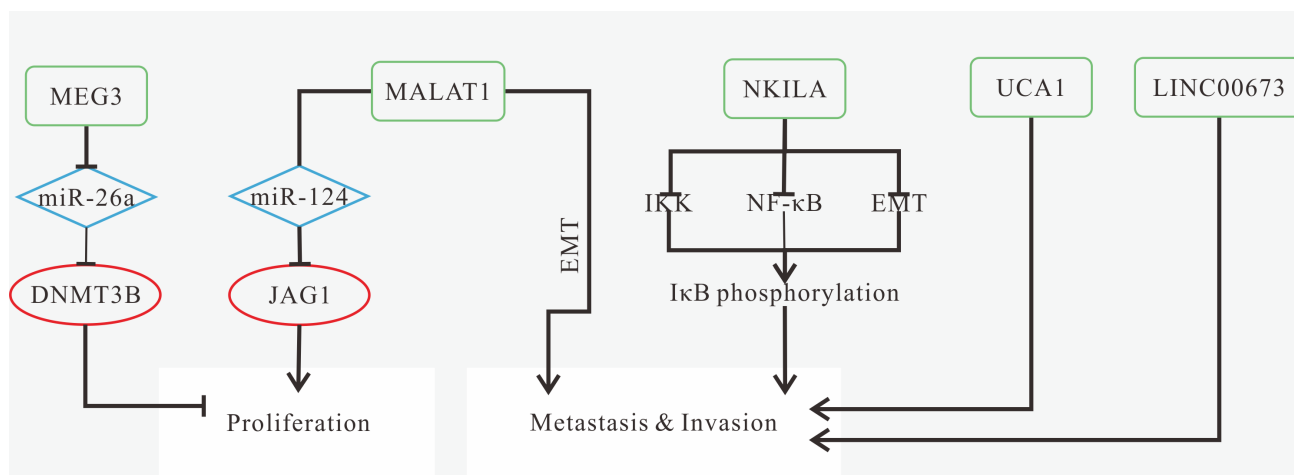 MEG3
MALAT1
NKILA
UCA1
LINC00673
miR-26a
miR-124
IKK
NF-κB
EMT
EMT
DNMT3B
JAG1
IκB phosphorylation
Proliferation
Metastasis & Invasion